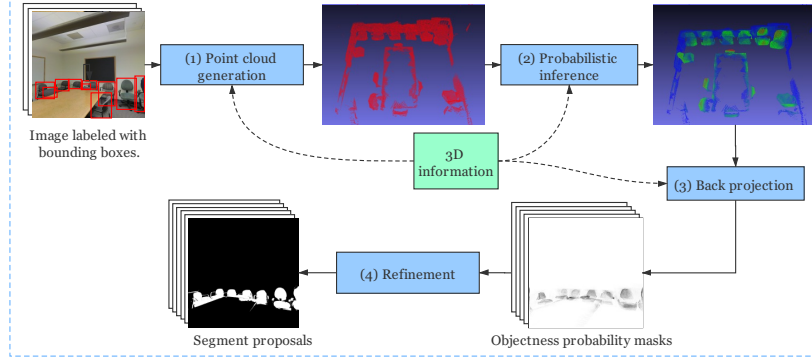 (1) Point cloud
generation
(2) Probabilistic
inference
Image labeled with
bounding boxes.
3D
information
(3) Back projection
(4) Refinement
Segment proposals
Objectness probability masks